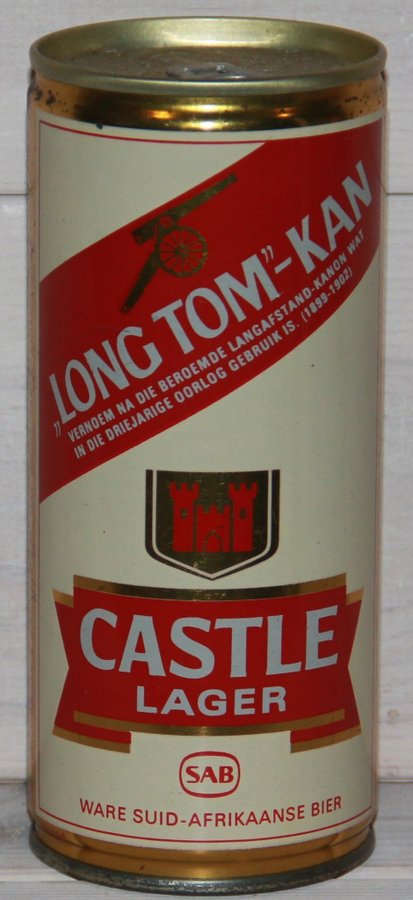 „LONG TOM”-KAN
VERNOEM NA DIE BEROEMDE LANGAFSTAND-KANON WAT
IN DIE DRIEJARIGE OORLOG GEBRUIK IS. (1899-1902)
CASTLE
LAGER
SAB
WARE SUID-AFRIKAANSE BIER